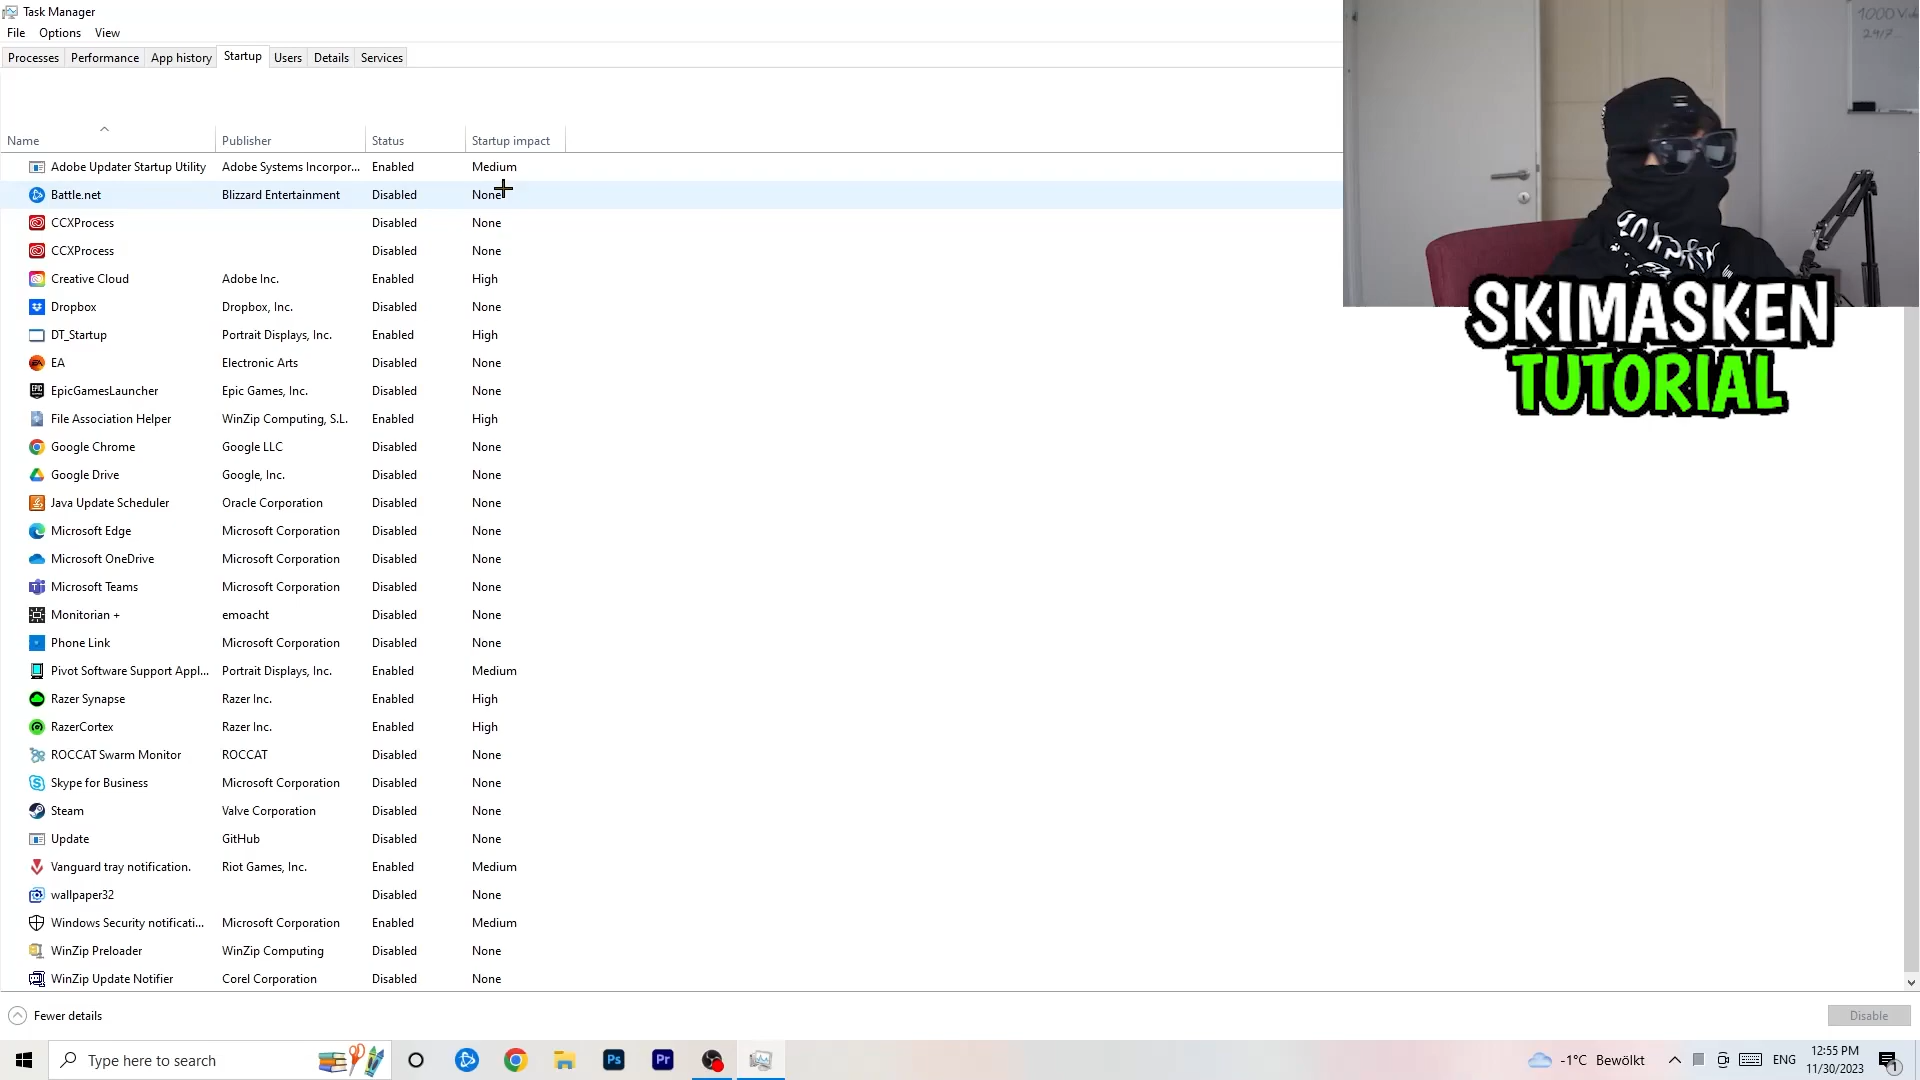 Task Manager
File Options View
Processes Performance App history Startup Users Details Services
Name Publisher Status Startup impact
Adobe Updater Startup Utility Adobe Systems Incorpor... Enabled Medium
Battle.net Blizzard Entertainment Disabled None
CCXProcess Disabled None
CCXProcess Disabled None
Creative Cloud Adobe Inc. Enabled High
Dropbox Dropbox, Inc. Disabled None
DT_Startup Portrait Displays, Inc. Enabled High
EA Electronic Arts Disabled None
EpicGamesLauncher Epic Games, Inc. Disabled None
File Association Helper WinZip Computing, S.L. Enabled High
Google Chrome Google LLC Disabled None
Google Drive Google, Inc. Disabled None
Java Update Scheduler Oracle Corporation Disabled None
Microsoft Edge Microsoft Corporation Disabled None
Microsoft OneDrive Microsoft Corporation Disabled None
Microsoft Teams Microsoft Corporation Disabled None
Monitorian + emoacht Disabled None
Phone Link Microsoft Corporation Disabled None
Pivot Software Support Appl... Portrait Displays, Inc. Enabled Medium
Razer Synapse Razer Inc. Enabled High
RazerCortex Razer Inc. Enabled High
ROCCAT Swarm Monitor ROCCAT Disabled None
Skype for Business Microsoft Corporation Disabled None
Steam Valve Corporation Disabled None
Update GitHub Disabled None
Vanguard tray notification. Riot Games, Inc. Enabled Medium
wallpaper32 Disabled None
Windows Security notificati... Microsoft Corporation Enabled Medium
WinZip Preloader WinZip Computing Disabled None
WinZip Update Notifier Corel Corporation Disabled None
Fewer details
Disable
1000
24/7
SKIMASKEN
TUTORIAL
Type here to search
Ps
Pr
-1°C Bewölkt
ENG
12:55 PM
11/30/2023
1